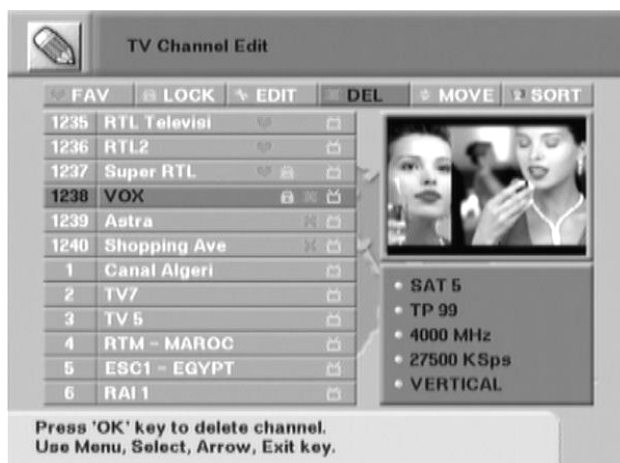 TV Channel Edit
FAV LOCK EDIT DEL MOVE SORT
1235 RTL Televisi
1236 RTL2
1237 Super RTL
1238 VOX
1239 Astra
1240 Shopping Ave
1 Canal Algeri
2 TV7
3 TV 5
4 RTM - MAROC
5 ESC1 - EGYPT
6 RAI 1
SAT 5
TP 99
4000 MHz
27500 KSps
VERTICAL
Press 'OK' key to delete channel.
Use Menu, Select, Arrow, Exit key.